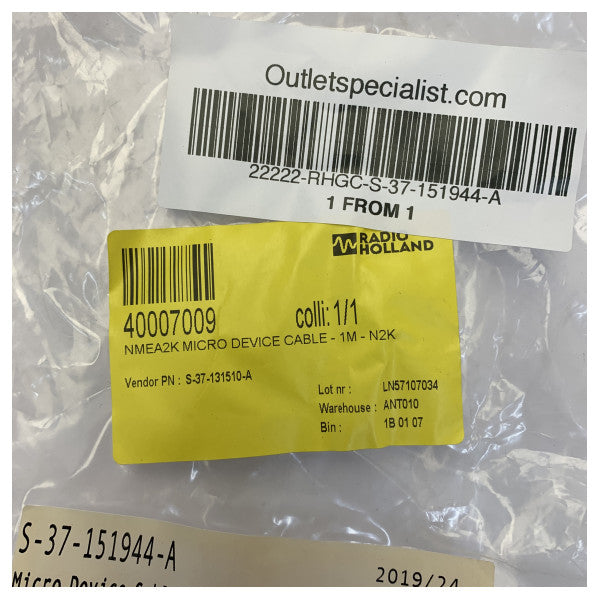 Outletspecialist.com
22222-RHGC-S-37-151944-A
1 FROM 1
RADIO
HOLLAND
40007009 colli: 1/1
NMEA2K MICRO DEVICE CABLE - 1M - N2K
Vendor PN : S-37-131510-A
Lot nr : LN57107034
Warehouse : ANT010
Bin : 1B 01 07
S-37-151944-A
Micro Device
2019/24